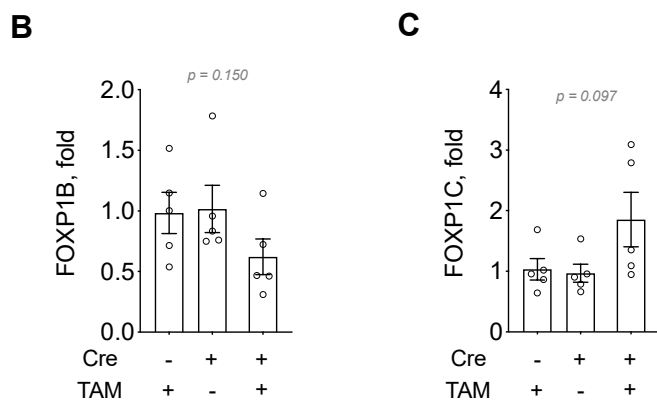 B
p = 0.150
FOXP1B, fold
2.0
1.5
1.0
0.5
0.0
Cre - + +
TAM + - +
C
p = 0.097
FOXP1C, fold
4
3
2
1
0
Cre - + +
TAM + - +